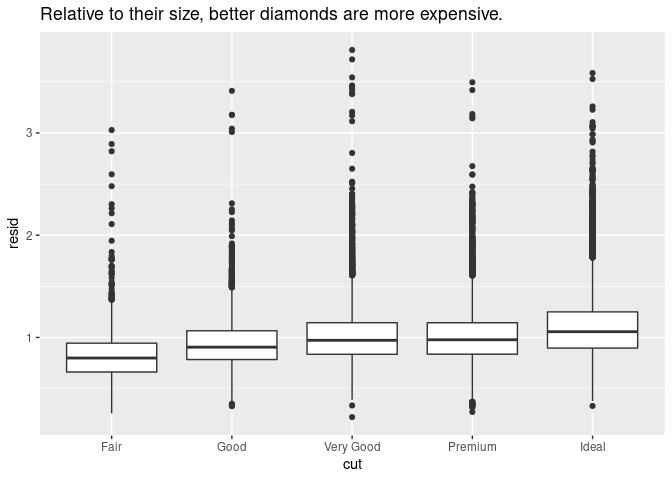 Relative to their size, better diamonds are more expensive.
resid
3
2
1
Fair Good Very Good Premium Ideal
cut